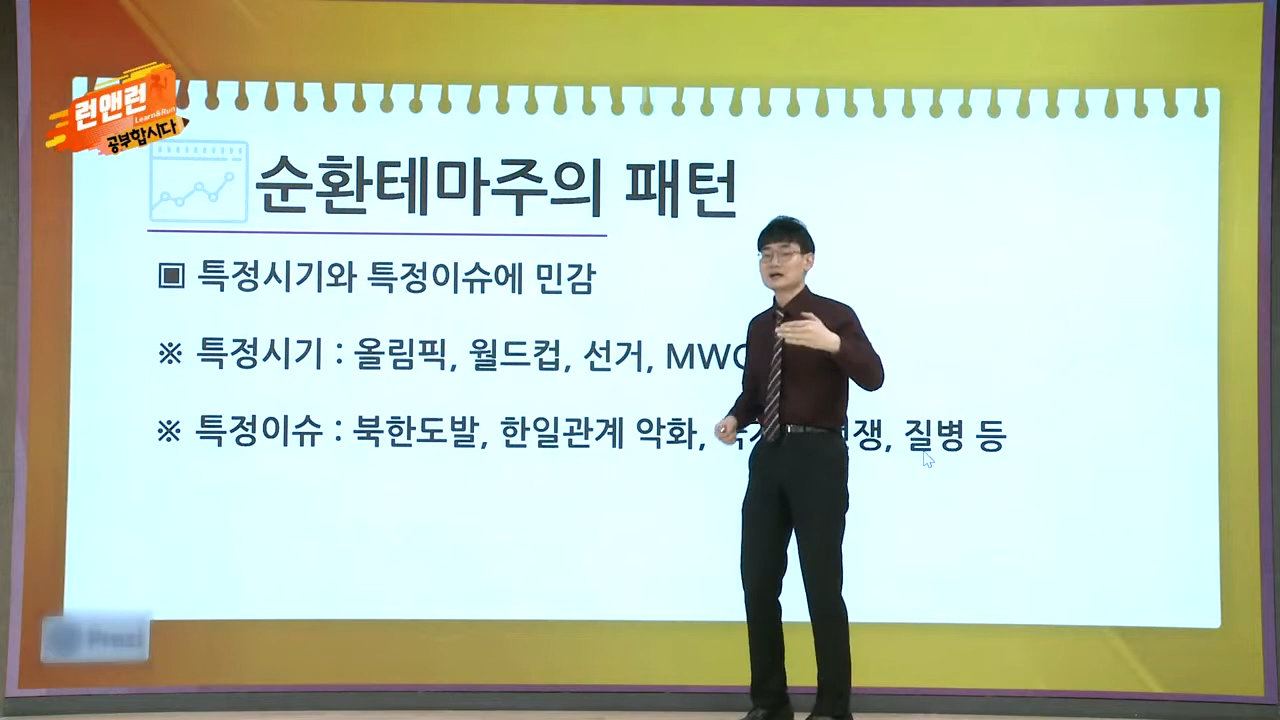 런앤런
Learn&Run
공부합시다
순환테마주의 패턴
▣ 특정시기와 특정이슈에 민감
※ 특정시기 : 올림픽, 월드컵, 선거,
※ 특정이슈 : 북한도발, 한일관계 악화, 질병 등